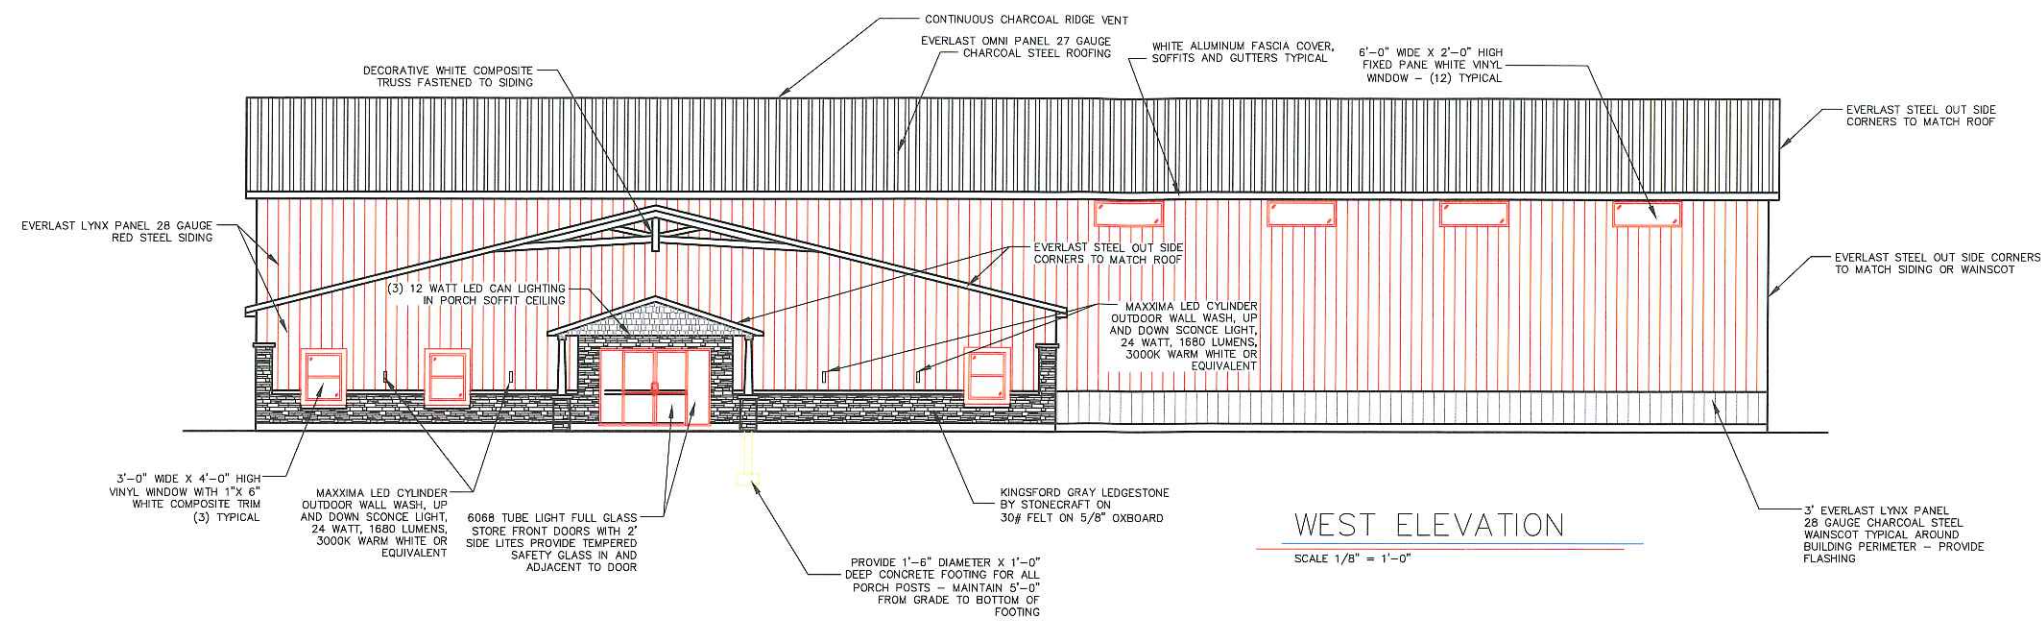 CONTINUOUS CHARCOAL RIDGE VENT
EVERLAST OMNI PANEL 27 GAUGE
CHARCOAL STEEL ROOFING
WHITE ALUMINUM FASCIA COVER,
SOFFITS AND GUTTERS TYPICAL
6'-0" WIDE X 2'-0" HIGH
FIXED PANE WHITE VINYL
WINDOW - (12) TYPICAL
DECORATIVE WHITE COMPOSITE
TRUSS FASTENED TO SIDING
EVERLAST STEEL OUT SIDE
CORNERS TO MATCH ROOF
EVERLAST LYNX PANEL 28 GAUGE
RED STEEL SIDING
EVERLAST STEEL OUT SIDE
CORNERS TO MATCH ROOF
EVERLAST STEEL OUT SIDE CORNERS
TO MATCH SIDING OR WAINSCOT
(3) 12 WATT LED CAN LIGHTING
IN PORCH SOFFIT CEILING
MAXXIMA LED CYLINDER
OUTDOOR WALL WASH, UP
AND DOWN SCONCE LIGHT,
24 WATT, 1680 LUMENS,
3000K WARM WHITE OR
EQUIVALENT
3'-0" WIDE X 4'-0" HIGH
VINYL WINDOW WITH 1"X 6"
WHITE COMPOSITE TRIM
(3) TYPICAL
MAXXIMA LED CYLINDER
OUTDOOR WALL WASH, UP
AND DOWN SCONCE LIGHT,
24 WATT, 1680 LUMENS,
3000K WARM WHITE OR
EQUIVALENT
6068 TUBE LIGHT FULL GLASS
STORE FRONT DOORS WITH 2'
SIDE LITES PROVIDE TEMPERED
SAFETY GLASS IN AND
ADJACENT TO DOOR
KINGSFORD GRAY LEDGESTONE
BY STONECRAFT ON
30# FELT ON 5/8" OXBOARD
PROVIDE 1'-6" DIAMETER X 1'-0"
DEEP CONCRETE FOOTING FOR ALL
PORCH POSTS - MAINTAIN 5'-0"
FROM GRADE TO BOTTOM OF
FOOTING
WEST ELEVATION
SCALE 1/8" = 1'-0"
3' EVERLAST LYNX PANEL
28 GAUGE CHARCOAL STEEL
WAINSCOT TYPICAL AROUND
BUILDING PERIMETER - PROVIDE
FLASHING